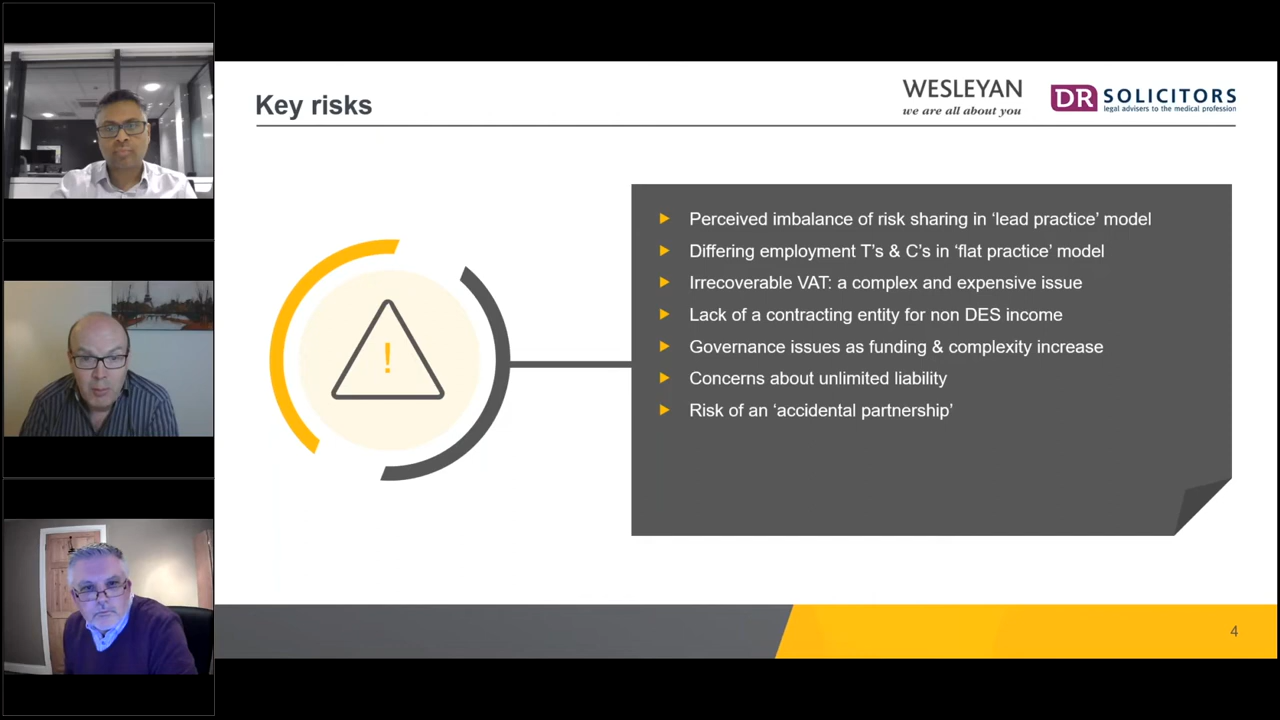 Key risks
WESLEYAN
we are all about you
DR SOLICITORS
legal advisers to the medical profession
!
Perceived imbalance of risk sharing in ‘lead practice’ model
Differing employment T’s & C’s in ‘flat practice’ model
Irrecoverable VAT: a complex and expensive issue
Lack of a contracting entity for non DES income
Governance issues as funding & complexity increase
Concerns about unlimited liability
Risk of an ‘accidental partnership’
4